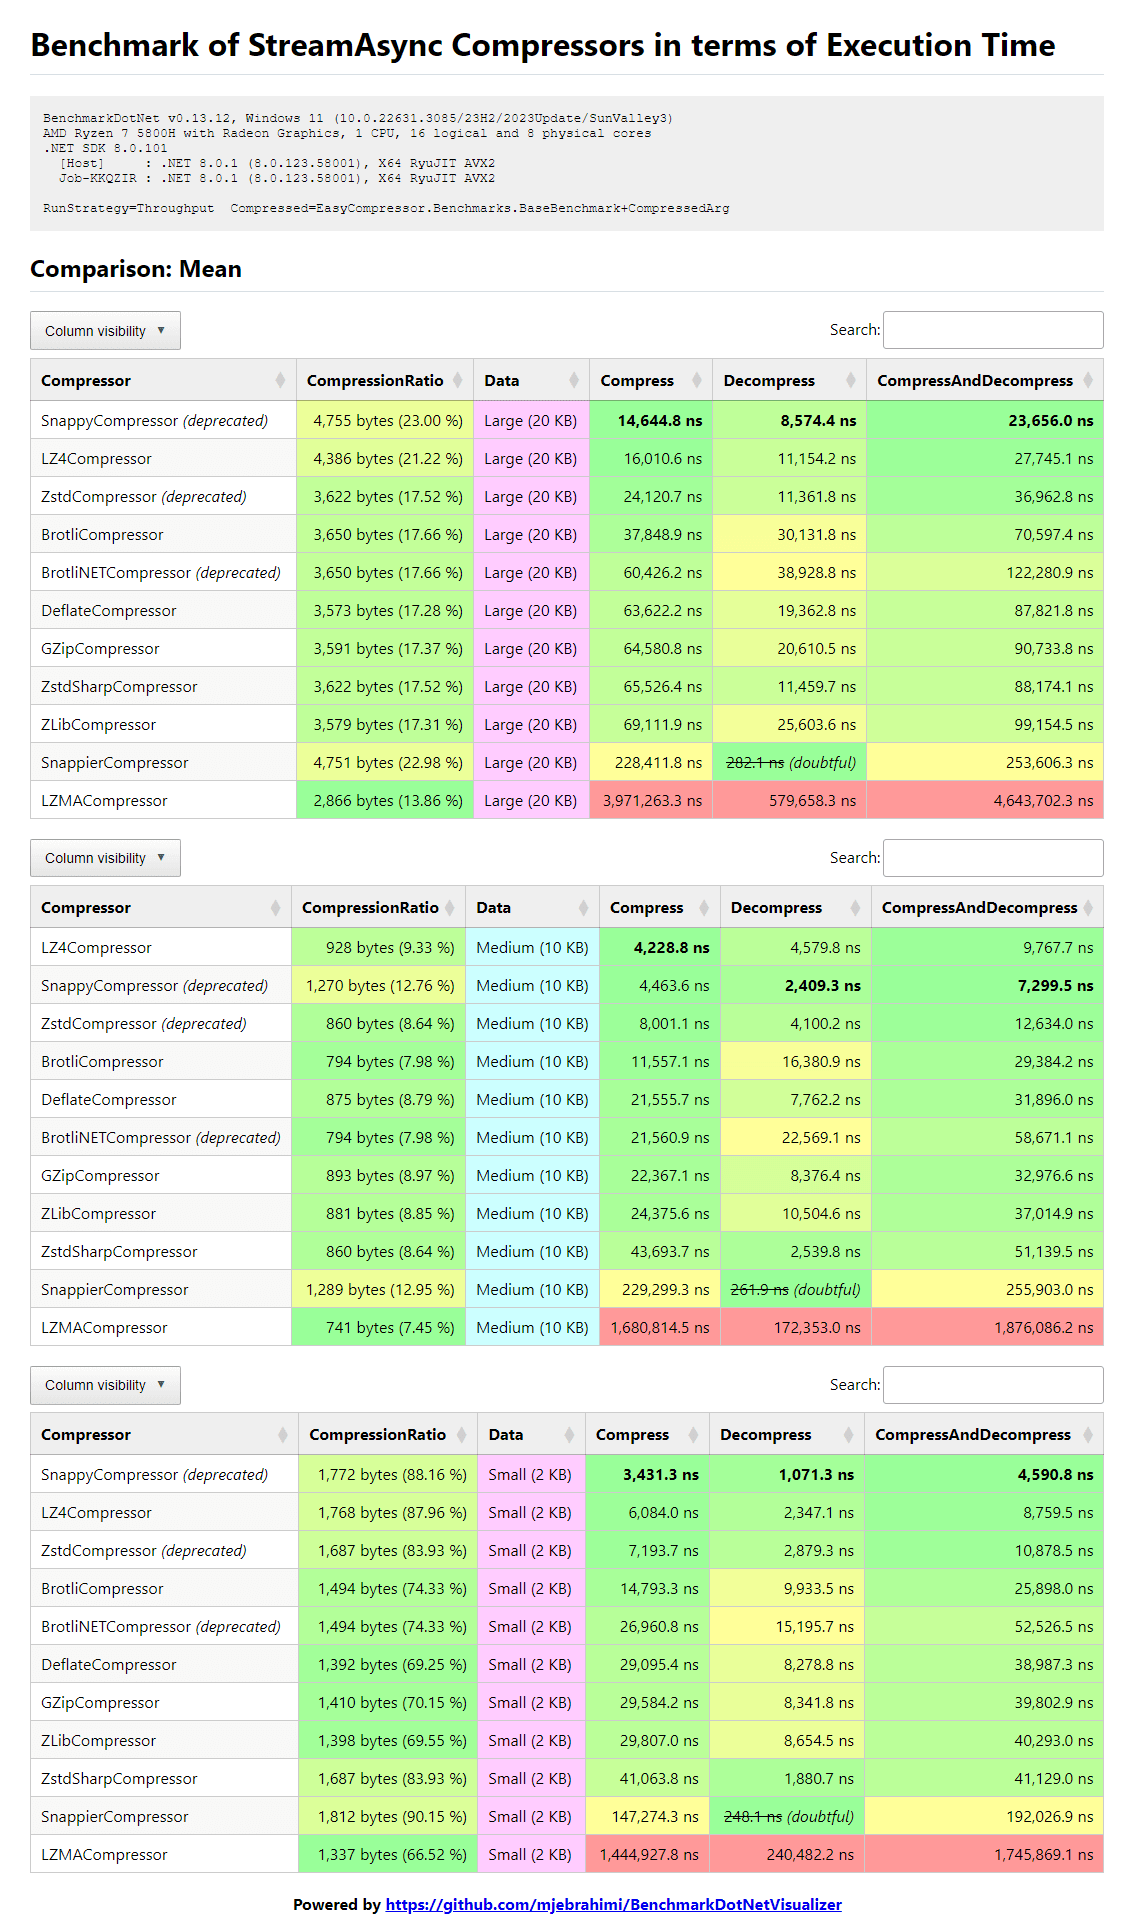 Benchmark of StreamAsync Compressors in terms of Execution Time
BenchmarkDotNet v0.13.12, Windows 11 (10.0.22631.3085/23H2/2023Update/SunValley3)
AMD Ryzen 7 5800H with Radeon Graphics, 1 CPU, 16 logical and 8 physical cores
.NET SDK 8.0.101
[Host]     : .NET 8.0.1 (8.0.123.58001), X64 RyuJIT AVX2
Job-KKQZIR : .NET 8.0.1 (8.0.123.58001), X64 RyuJIT AVX2
RunStrategy=Throughput  Compressed=EasyCompressor.Benchmarks.BaseBenchmark+CompressedArg
Comparison: Mean
Column visibility ▼ Search:
Compressor CompressionRatio Data Compress Decompress CompressAndDecompress
SnappyCompressor (deprecated) 4,755 bytes (23.00 %) Large (20 KB) 14,644.8 ns 8,574.4 ns 23,656.0 ns
LZ4Compressor 4,386 bytes (21.22 %) Large (20 KB) 16,010.6 ns 11,154.2 ns 27,745.1 ns
ZstdCompressor (deprecated) 3,622 bytes (17.52 %) Large (20 KB) 24,120.7 ns 11,361.8 ns 36,962.8 ns
BrotliCompressor 3,650 bytes (17.66 %) Large (20 KB) 37,848.9 ns 30,131.8 ns 70,597.4 ns
BrotliNETCompressor (deprecated) 3,650 bytes (17.66 %) Large (20 KB) 60,426.2 ns 38,928.8 ns 122,280.9 ns
DeflateCompressor 3,573 bytes (17.28 %) Large (20 KB) 63,622.2 ns 19,362.8 ns 87,821.8 ns
GZipCompressor 3,591 bytes (17.37 %) Large (20 KB) 64,580.8 ns 20,610.5 ns 90,733.8 ns
ZstdSharpCompressor 3,622 bytes (17.52 %) Large (20 KB) 65,526.4 ns 11,459.7 ns 88,174.1 ns
ZLibCompressor 3,579 bytes (17.31 %) Large (20 KB) 69,111.9 ns 25,603.6 ns 99,154.5 ns
SnappierCompressor 4,751 bytes (22.98 %) Large (20 KB) 228,411.8 ns 282.1 ns (doubtful) 253,606.3 ns
LZMACompressor 2,866 bytes (13.86 %) Large (20 KB) 3,971,263.3 ns 579,658.3 ns 4,643,702.3 ns
Column visibility ▼ Search:
Compressor CompressionRatio Data Compress Decompress CompressAndDecompress
LZ4Compressor 928 bytes (9.33 %) Medium (10 KB) 4,228.8 ns 4,579.8 ns 9,767.7 ns
SnappyCompressor (deprecated) 1,270 bytes (12.76 %) Medium (10 KB) 4,463.6 ns 2,409.3 ns 7,299.5 ns
ZstdCompressor (deprecated) 860 bytes (8.64 %) Medium (10 KB) 8,001.1 ns 4,100.2 ns 12,634.0 ns
BrotliCompressor 794 bytes (7.98 %) Medium (10 KB) 11,557.1 ns 16,380.9 ns 29,384.2 ns
DeflateCompressor 875 bytes (8.79 %) Medium (10 KB) 21,555.7 ns 7,762.2 ns 31,896.0 ns
BrotliNETCompressor (deprecated) 794 bytes (7.98 %) Medium (10 KB) 21,560.9 ns 22,569.1 ns 58,671.1 ns
GZipCompressor 893 bytes (8.97 %) Medium (10 KB) 22,367.1 ns 8,376.4 ns 32,976.6 ns
ZLibCompressor 881 bytes (8.85 %) Medium (10 KB) 24,375.6 ns 10,504.6 ns 37,014.9 ns
ZstdSharpCompressor 860 bytes (8.64 %) Medium (10 KB) 43,693.7 ns 2,539.8 ns 51,139.5 ns
SnappierCompressor 1,289 bytes (12.95 %) Medium (10 KB) 229,299.3 ns 261.9 ns (doubtful) 255,903.0 ns
LZMACompressor 741 bytes (7.45 %) Medium (10 KB) 1,680,814.5 ns 172,353.0 ns 1,876,086.2 ns
Column visibility ▼ Search:
Compressor CompressionRatio Data Compress Decompress CompressAndDecompress
SnappyCompressor (deprecated) 1,772 bytes (88.16 %) Small (2 KB) 3,431.3 ns 1,071.3 ns 4,590.8 ns
LZ4Compressor 1,768 bytes (87.96 %) Small (2 KB) 6,084.0 ns 2,347.1 ns 8,759.5 ns
ZstdCompressor (deprecated) 1,687 bytes (83.93 %) Small (2 KB) 7,193.7 ns 2,879.3 ns 10,878.5 ns
BrotliCompressor 1,494 bytes (74.33 %) Small (2 KB) 14,793.3 ns 9,933.5 ns 25,898.0 ns
BrotliNETCompressor (deprecated) 1,494 bytes (74.33 %) Small (2 KB) 26,960.8 ns 15,195.7 ns 52,526.5 ns
DeflateCompressor 1,392 bytes (69.25 %) Small (2 KB) 29,095.4 ns 8,278.8 ns 38,987.3 ns
GZipCompressor 1,410 bytes (70.15 %) Small (2 KB) 29,584.2 ns 8,341.8 ns 39,802.9 ns
ZLibCompressor 1,398 bytes (69.55 %) Small (2 KB) 29,807.0 ns 8,654.5 ns 40,293.0 ns
ZstdSharpCompressor 1,687 bytes (83.93 %) Small (2 KB) 41,063.8 ns 1,880.7 ns 41,129.0 ns
SnappierCompressor 1,812 bytes (90.15 %) Small (2 KB) 147,274.3 ns 248.1 ns (doubtful) 192,026.9 ns
LZMACompressor 1,337 bytes (66.52 %) Small (2 KB) 1,444,927.8 ns 240,482.2 ns 1,745,869.1 ns
Powered by https://github.com/mjebrahimi/BenchmarkDotNetVisualizer